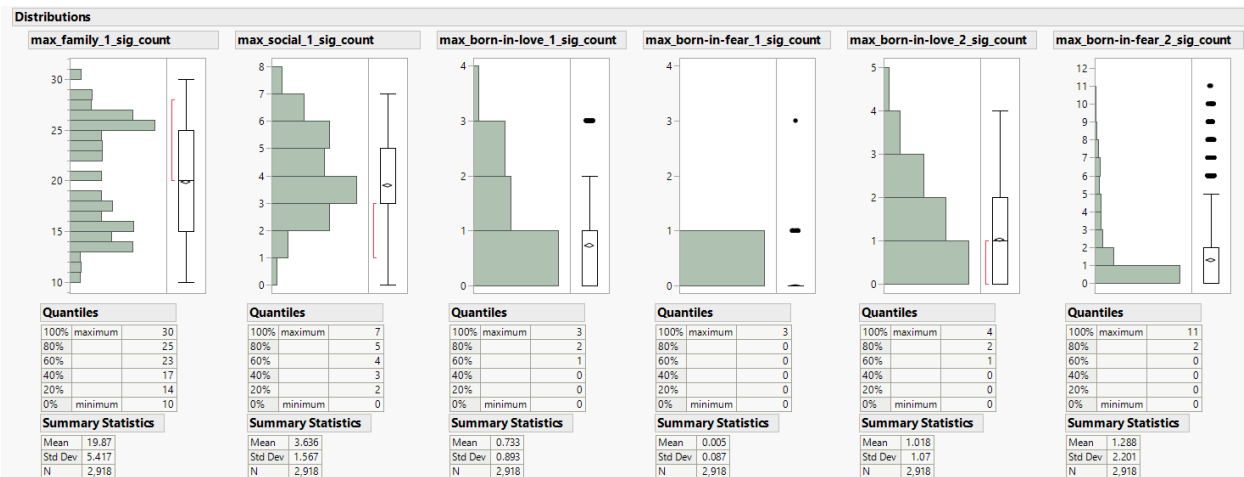 Distributions
max_family_1_sig_count
30
25
20
15
10
Quantiles
100% maximum 30
80% 25
60% 23
40% 17
20% 14
0% minimum 10
Summary Statistics
Mean 19.87
Std Dev 5.417
N 2,918
max_social_1_sig_count
8
7
6
5
4
3
2
1
0
Quantiles
100% maximum 7
80% 5
60% 4
40% 3
20% 2
0% minimum 0
Summary Statistics
Mean 3.636
Std Dev 1.567
N 2,918
max_born-in-love_1_sig_count
4
3
2
1
0
Quantiles
100% maximum 3
80% 2
60% 1
40% 0
20% 0
0% minimum 0
Summary Statistics
Mean 0.733
Std Dev 0.893
N 2,918
max_born-in-fear_1_sig_count
4
3
2
1
0
Quantiles
100% maximum 3
80% 0
60% 0
40% 0
20% 0
0% minimum 0
Summary Statistics
Mean 0.005
Std Dev 0.087
N 2,918
max_born-in-love_2_sig_count
5
4
3
2
1
0
Quantiles
100% maximum 4
80% 2
60% 1
40% 0
20% 0
0% minimum 0
Summary Statistics
Mean 1.018
Std Dev 1.07
N 2,918
max_born-in-fear_2_sig_count
12
11
10
9
8
7
6
5
4
3
2
1
0
Quantiles
100% maximum 11
80% 2
60% 0
40% 0
20% 0
0% minimum 0
Summary Statistics
Mean 1.288
Std Dev 2.201
N 2,918